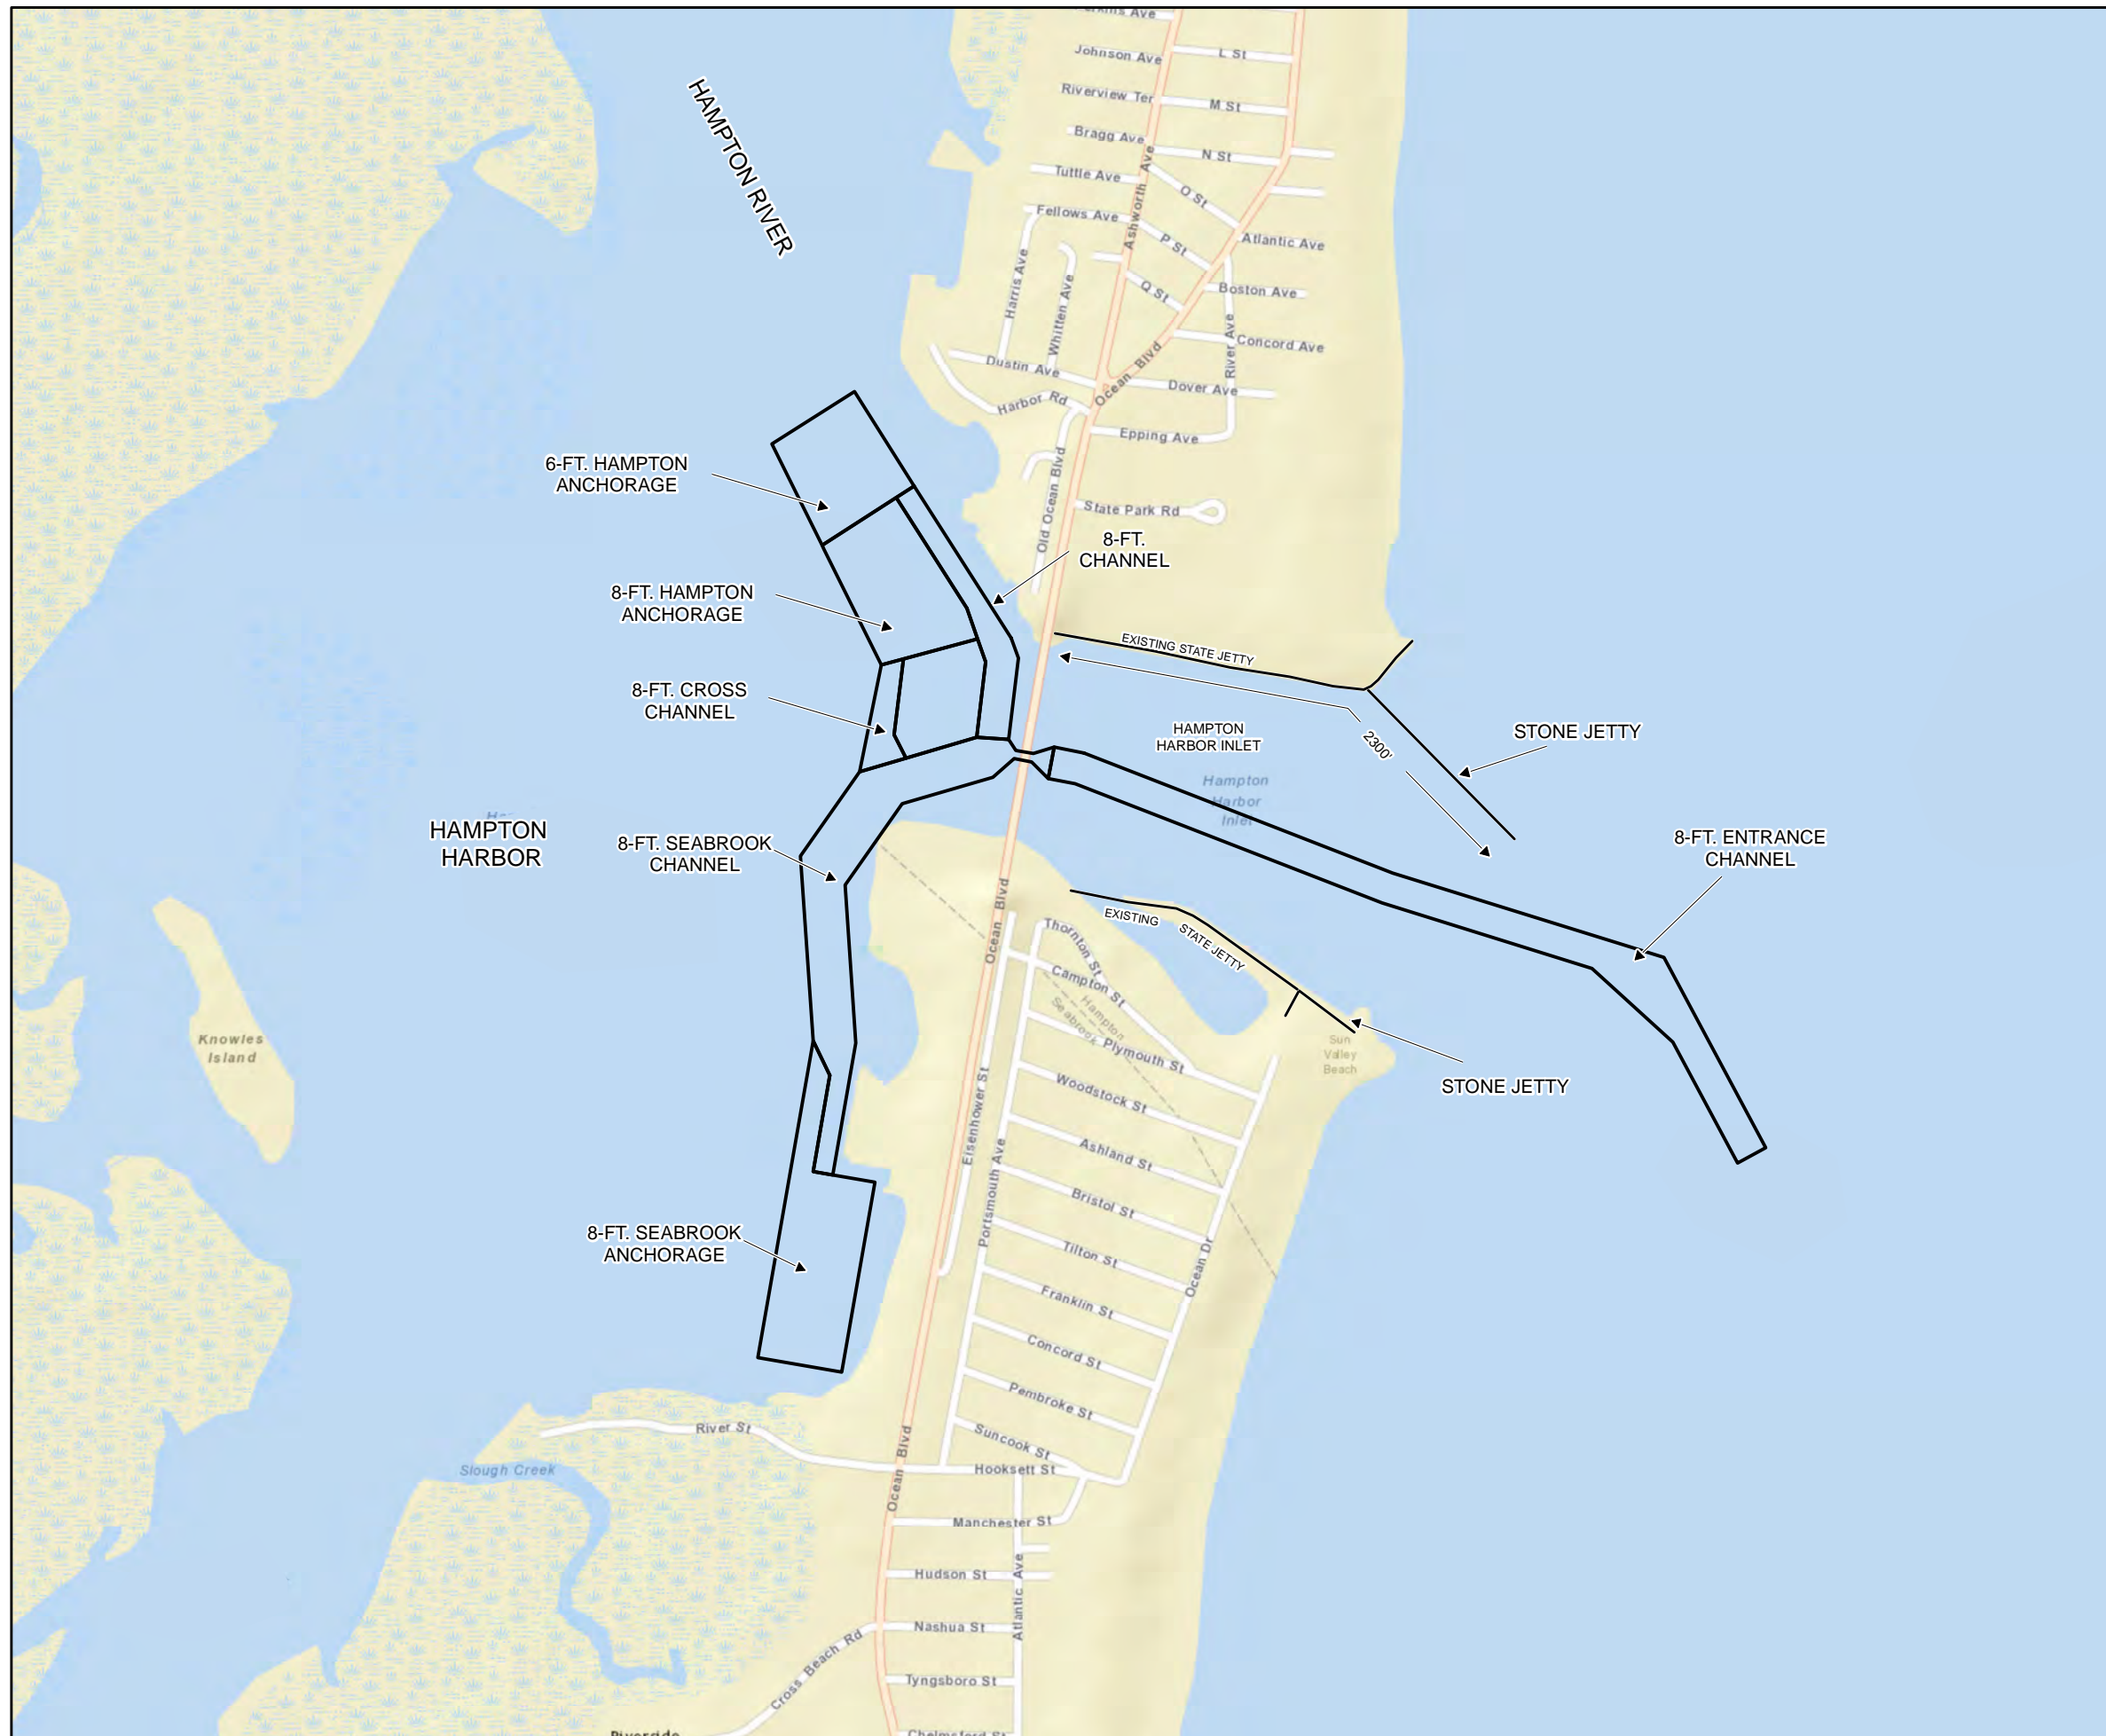 Johnson Ave
L St
Riverview Ter
M St
HAMPTON RIVER
Bragg Ave
N St
Tuttle Ave
O St
Ashworth Ave
Fellows Ave
P St
Atlantic Ave
Harris Ave
Whitten Ave
Q St
Boston Ave
River Ave
Concord Ave
Dustin Ave
Ocean Blvd
Dover Ave
Harbor Rd
Epping Ave
6-FT. HAMPTON
ANCHORAGE
Old Ocean Blvd
State Park Rd
8-FT.
CHANNEL
8-FT. HAMPTON
ANCHORAGE
EXISTING STATE JETTY
8-FT. CROSS
CHANNEL
HAMPTON
HARBOR INLET
2300'
STONE JETTY
Hampton
Harbor
Inlet
HAMPTON
HARBOR
8-FT. SEABROOK
CHANNEL
8-FT. ENTRANCE
CHANNEL
Ocean Blvd
EXISTING
STATE JETTY
Thornton St
Campton St
Hampton
Seabrook
Knowles
Island
Plymouth St
Sun
Valley
Beach
STONE JETTY
Woodstock St
Eisenhower St
Ashland St
Portsmouth Ave
Bristol St
8-FT. SEABROOK
ANCHORAGE
Tilton St
Ocean Dr
Franklin St
Concord St
Pembroke St
River St
Suncook St
Slough Creek
Hooksett St
Ocean Blvd
Manchester St
Hudson St
Atlantic Ave
Nashua St
Cross Beach Rd
Tyngsboro St
Riverside
Chelmsford St